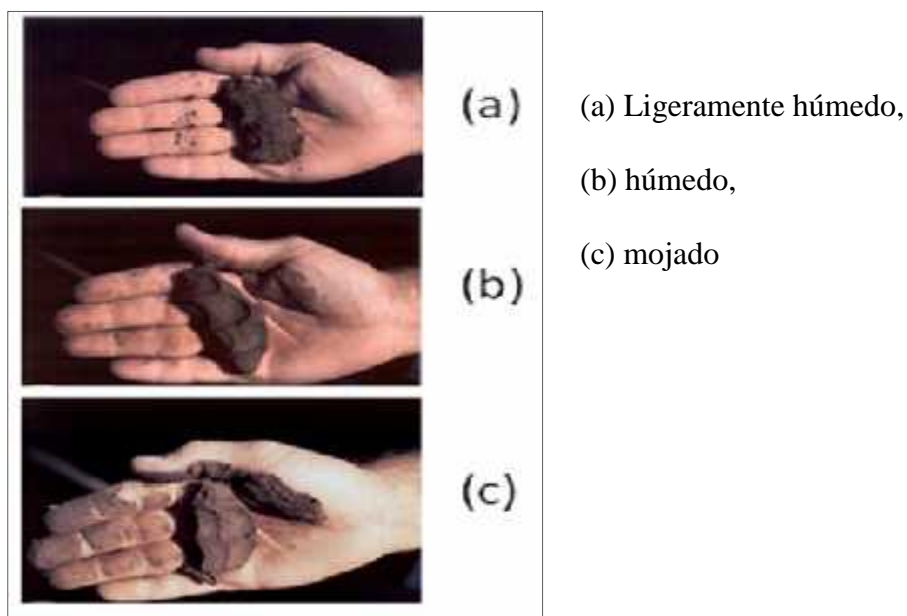 (a)
(a) Ligeramente húmedo,
(b) húmedo,
(b)
(c) mojado
(c)